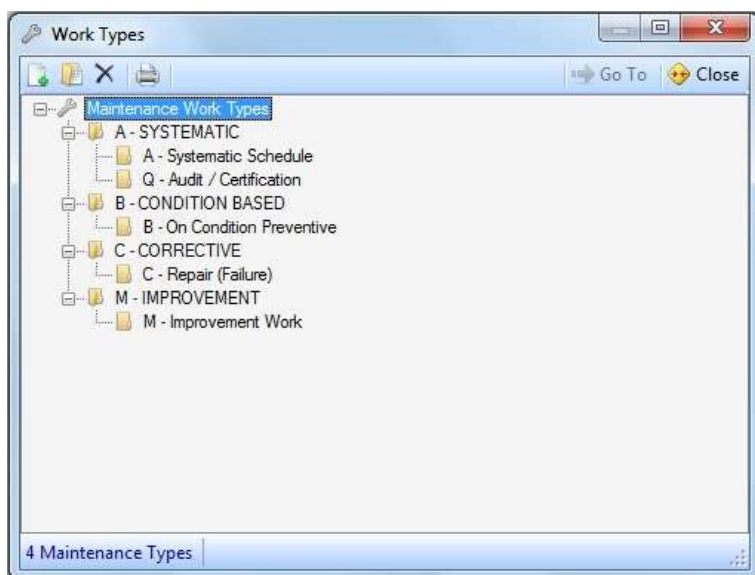 Work Types
Go To Close
Maintenance Work Types
A - SYSTEMATIC
A - Systematic Schedule
Q - Audit / Certification
B - CONDITION BASED
B - On Condition Preventive
C - CORRECTIVE
C - Repair (Failure)
M - IMPROVEMENT
M - Improvement Work
4 Maintenance Types